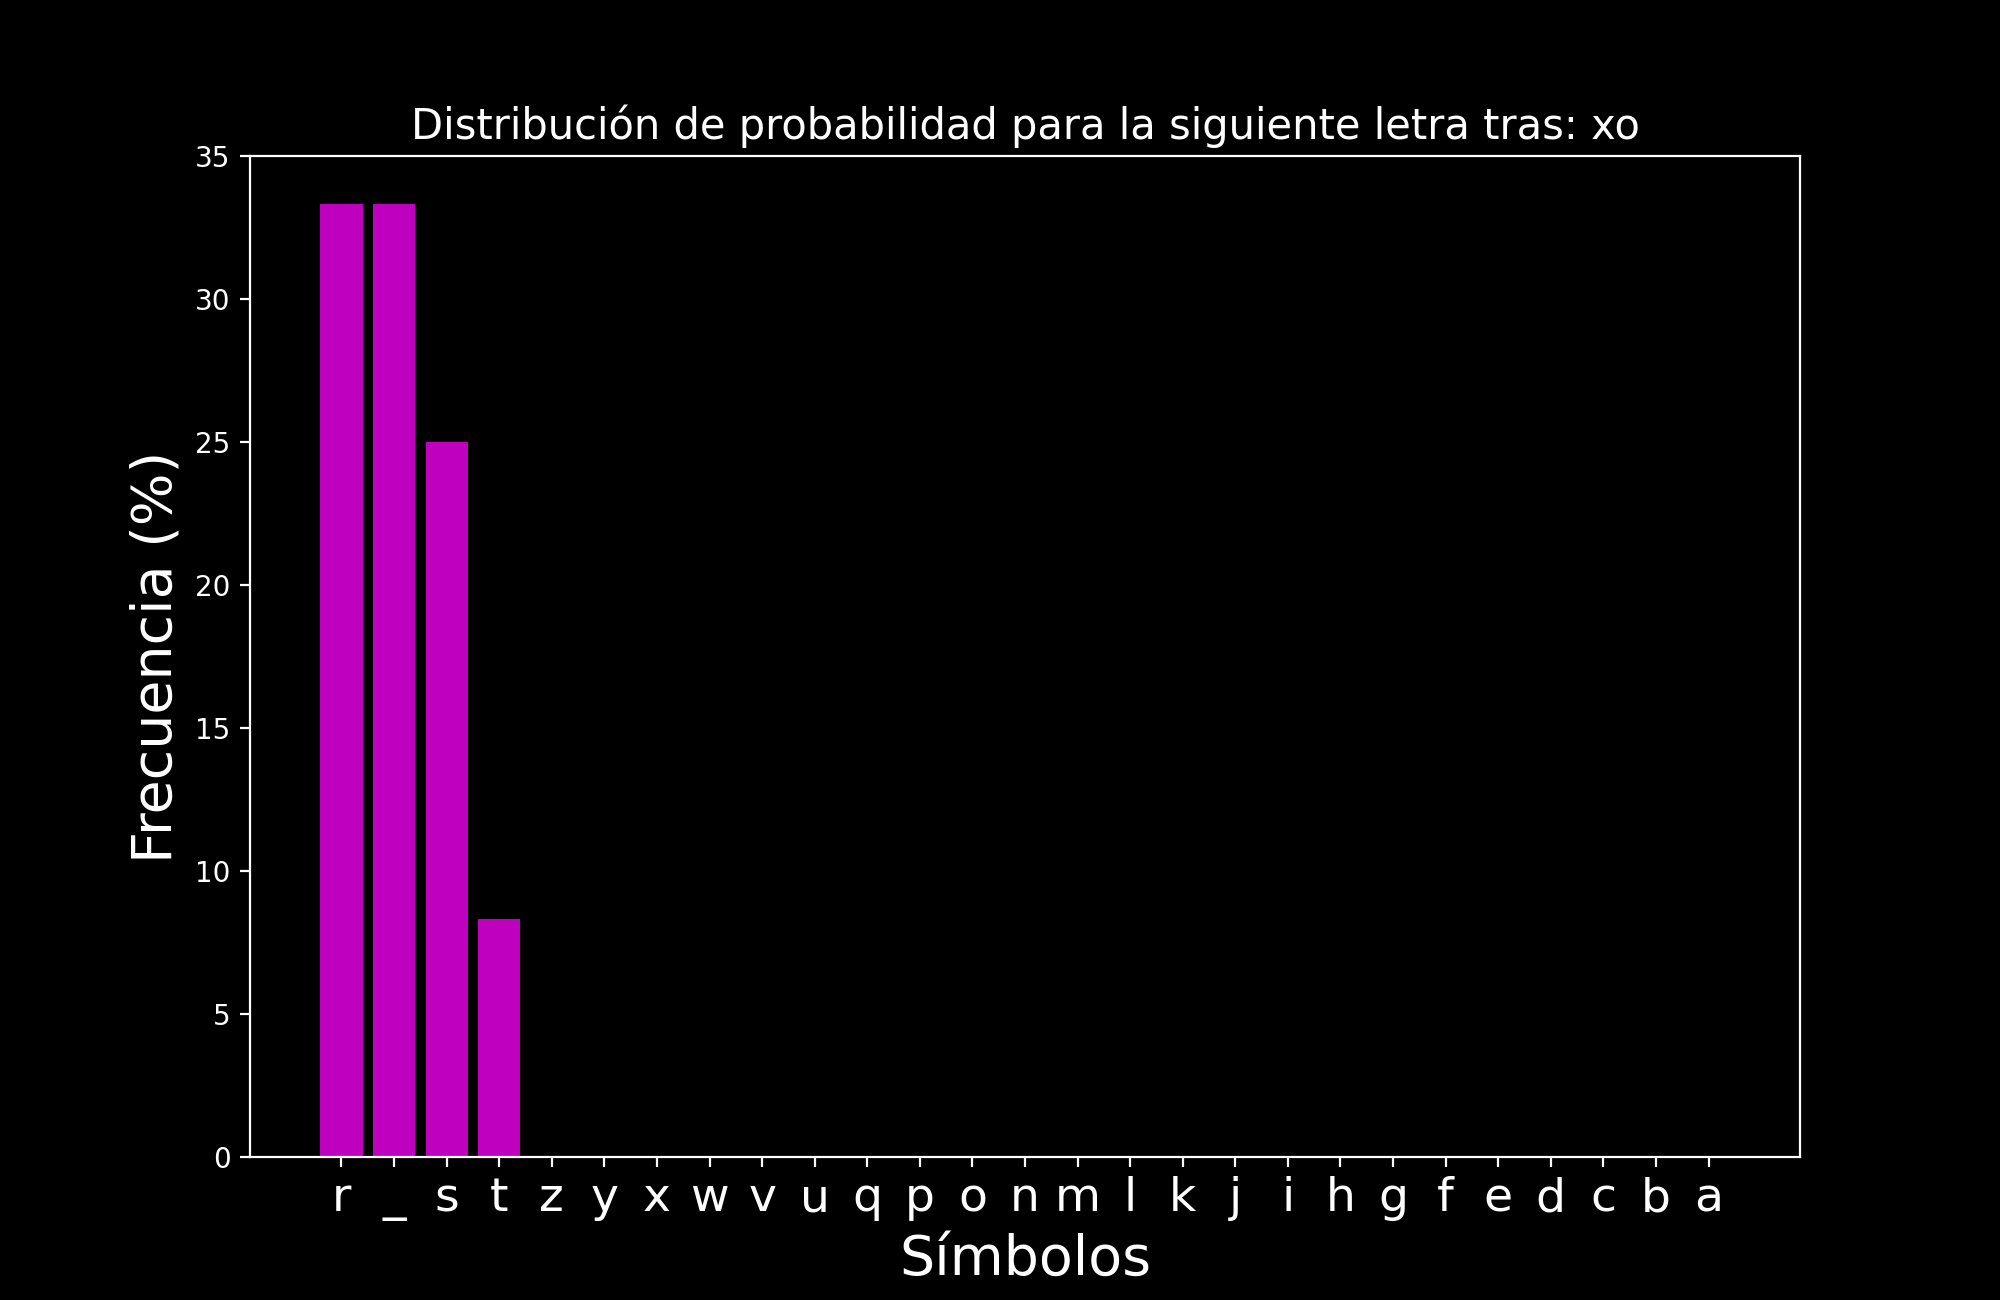 Distribución de probabilidad para la siguiente letra tras: xo
35
30
25
20
15
10
5
0
Frecuencia (%)
r _ s t z y x w v u q p o n m l k j i h g f e d c b a
Símbolos